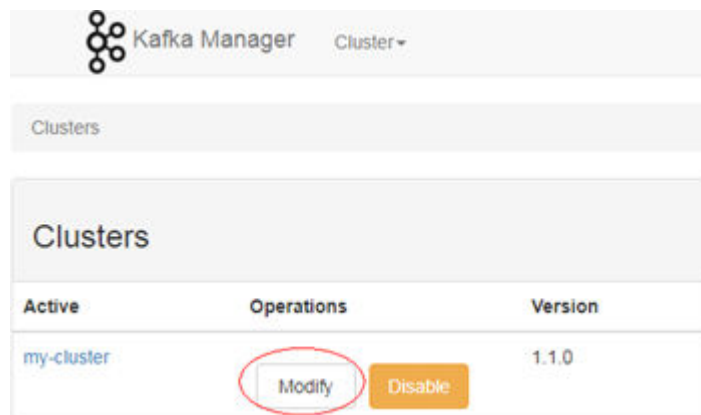 Kafka Manager Cluster
Clusters
Clusters
Active Operations Version
my-cluster Modify Disable 1.1.0